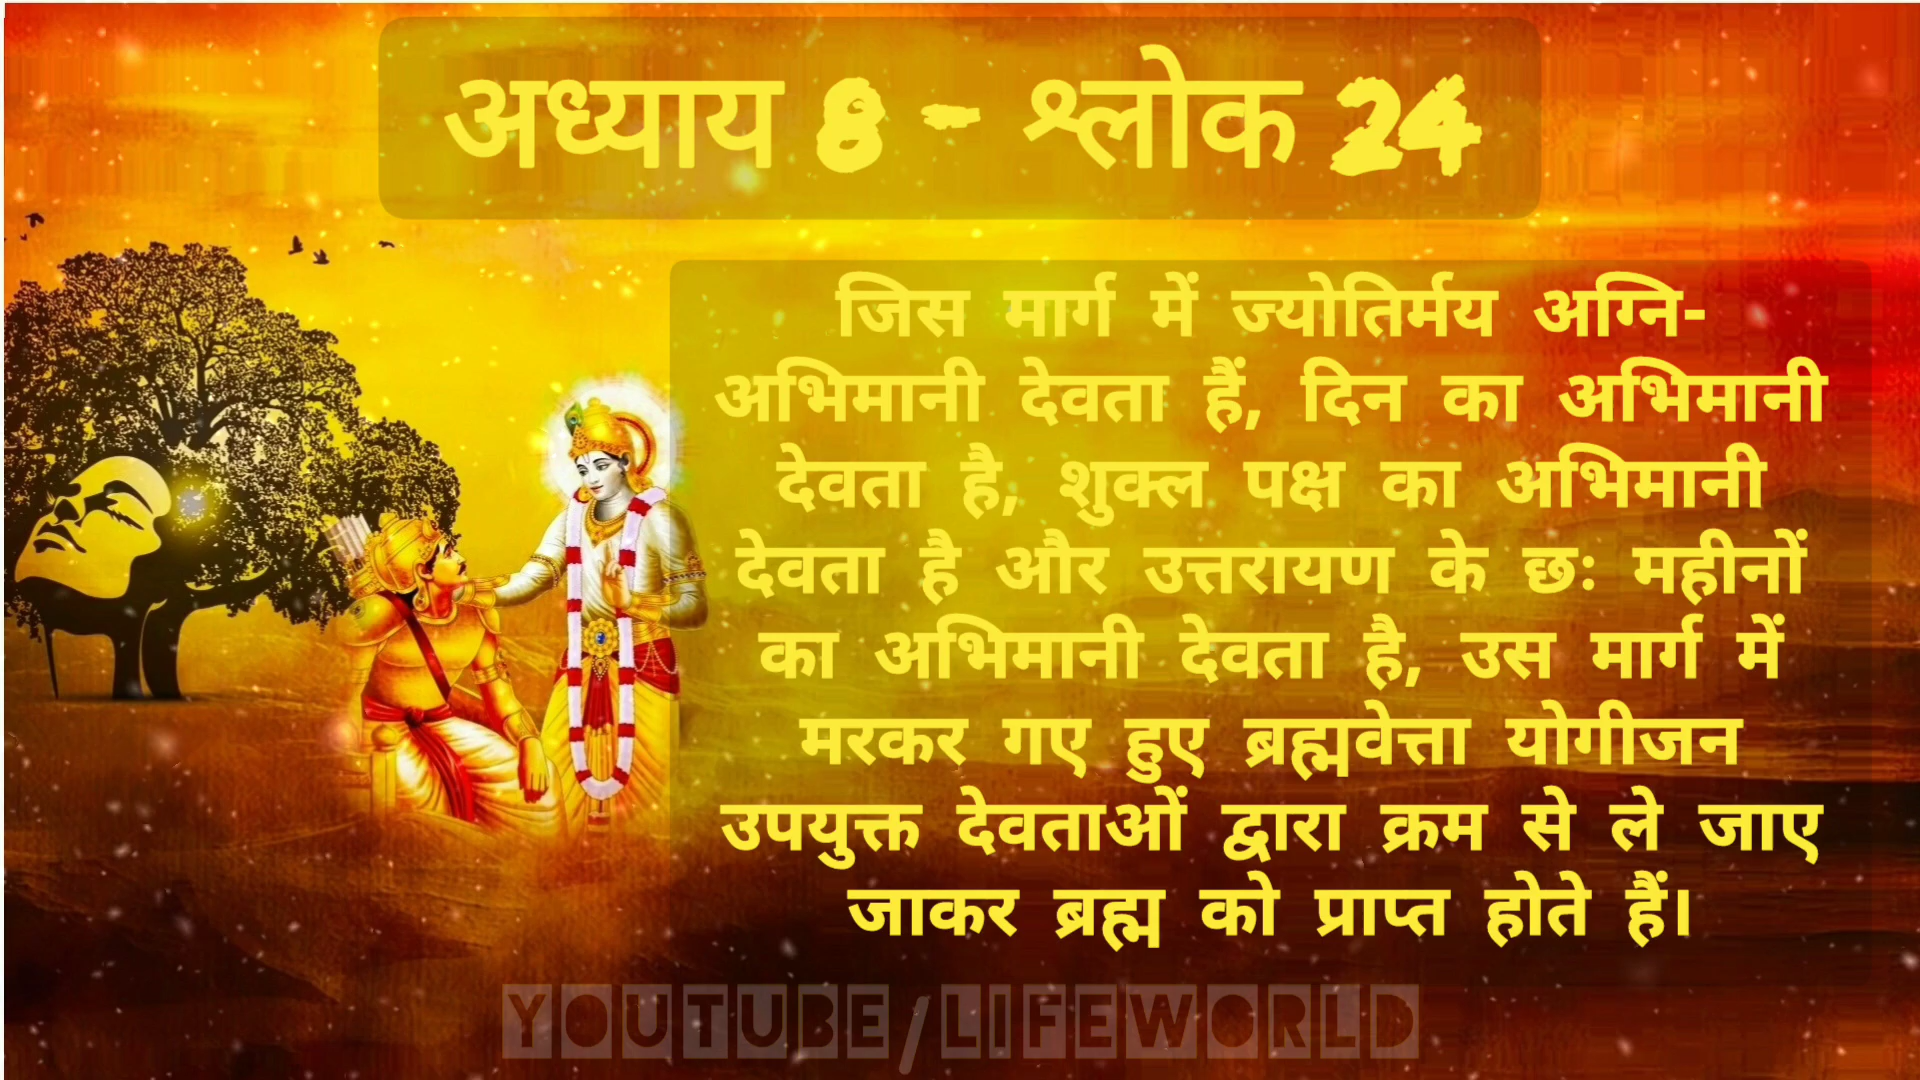 अध्याय 8 - श्लोक 24
जिस मार्ग में ज्योतिर्मय अग्नि-
अभिमानी देवता हैं, दिन का अभिमानी
देवता है, शुक्ल पक्ष का अभिमानी
देवता है और उत्तरायण के छः महीनों
का अभिमानी देवता है, उस मार्ग में
मरकर गए हुए ब्रह्मवेत्ता योगीजन
उपयुक्त देवताओं द्वारा क्रम से ले जाए
जाकर ब्रह्म को प्राप्त होते हैं।
YOUTUBE/LIFEWORLD